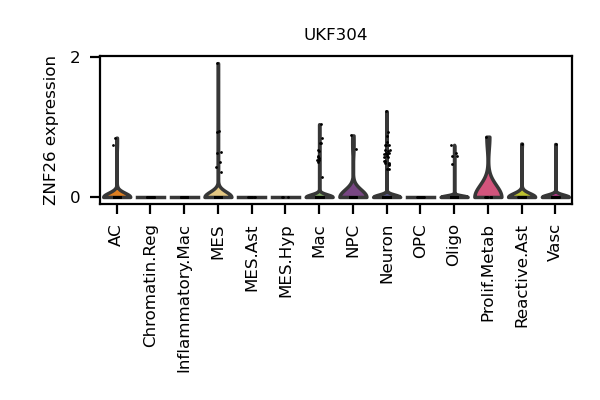 UKF304
ZNF26 expression
2
0
AC
Chromatin.Reg
Inflammatory.Mac
MES
MES.Ast
MES.Hyp
Mac
NPC
Neuron
OPC
Oligo
Prolif.Metab
Reactive.Ast
Vasc